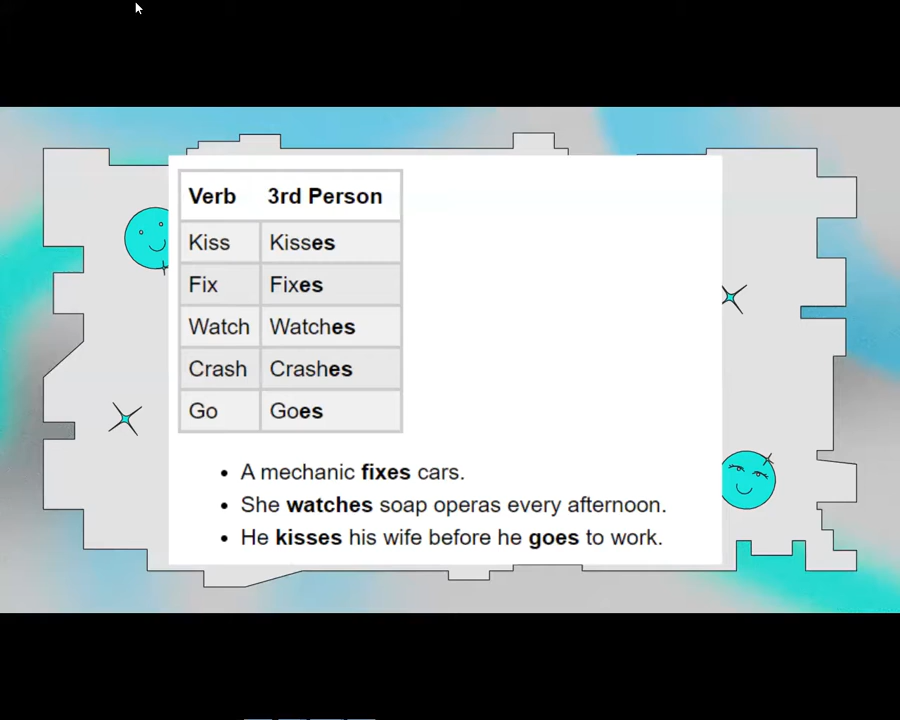 Verb 3rd Person
Kiss Kisses
Fix Fixes
Watch Watches
Crash Crashes
Go Goes
• A mechanic fixes cars.
• She watches soap operas every afternoon.
• He kisses his wife before he goes to work.